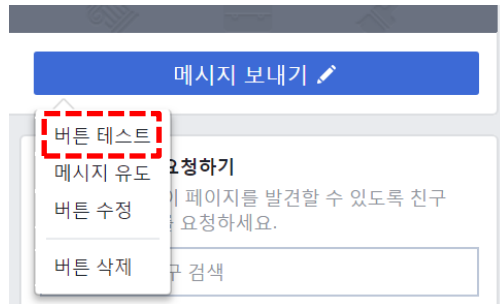 메시지 보내기
버튼 테스트
메시지 유도
버튼 수정
버튼 삭제
요청하기
이 페이지를 발견할 수 있도록 친구
요청하세요.
검색